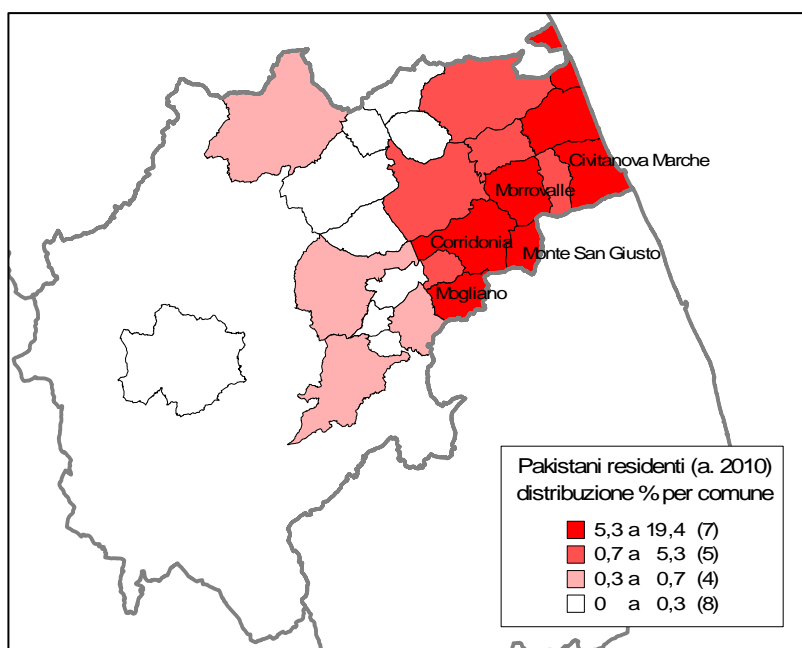 Civitanova Marche
Morrovalle
Corridonia
Monte San Giusto
Mogliano
Pakistani residenti (a. 2010)
distribuzione % per comune
5,3 a 19,4 (7)
0,7 a 5,3 (5)
0,3 a 0,7 (4)
0 a 0,3 (8)